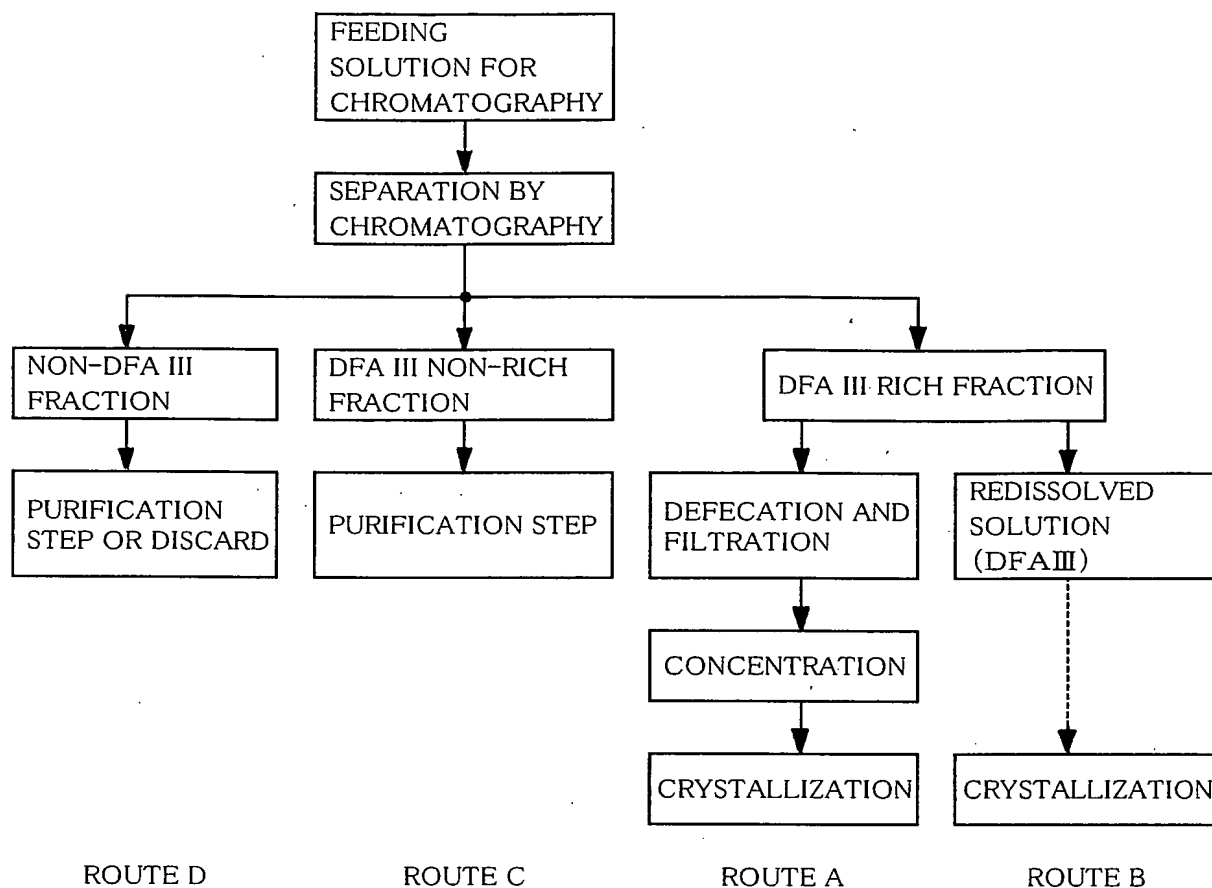 FEEDING
SOLUTION FOR
CHROMATOGRAPHY
SEPARATION BY
CHROMATOGRAPHY
NON-DFA III
FRACTION
DFA III NON-RICH
FRACTION
DFA III RICH FRACTION
PURIFICATION
STEP OR DISCARD
PURIFICATION STEP
DEFECATION AND
FILTRATION
REDISSOLVED
SOLUTION
(DFAⅢ)
CONCENTRATION
CRYSTALLIZATION
CRYSTALLIZATION
ROUTE D
ROUTE C
ROUTE A
ROUTE B